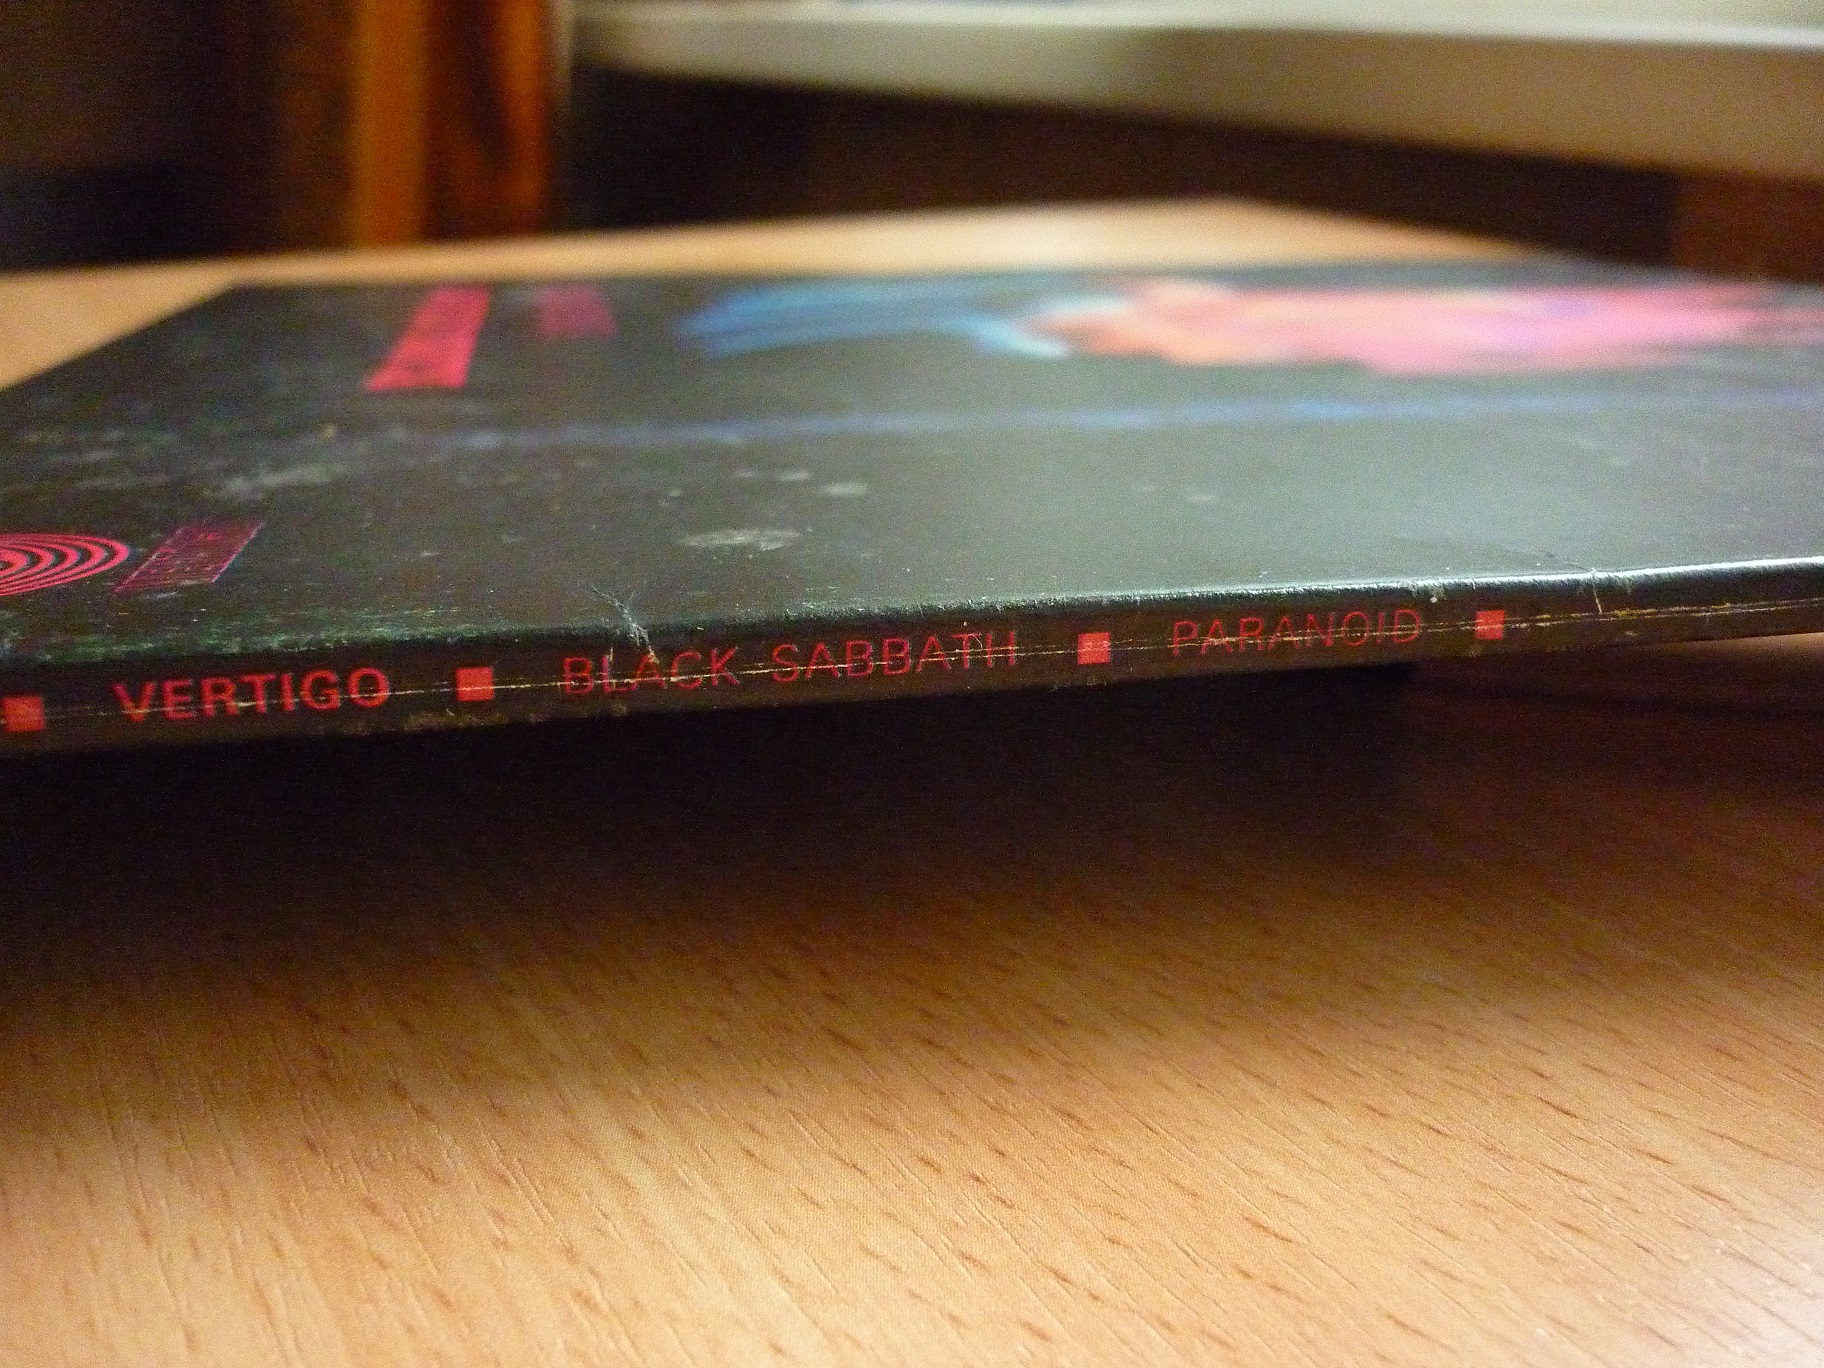 VERTIGO ■ BLACK SABBATH ■ PARANOID